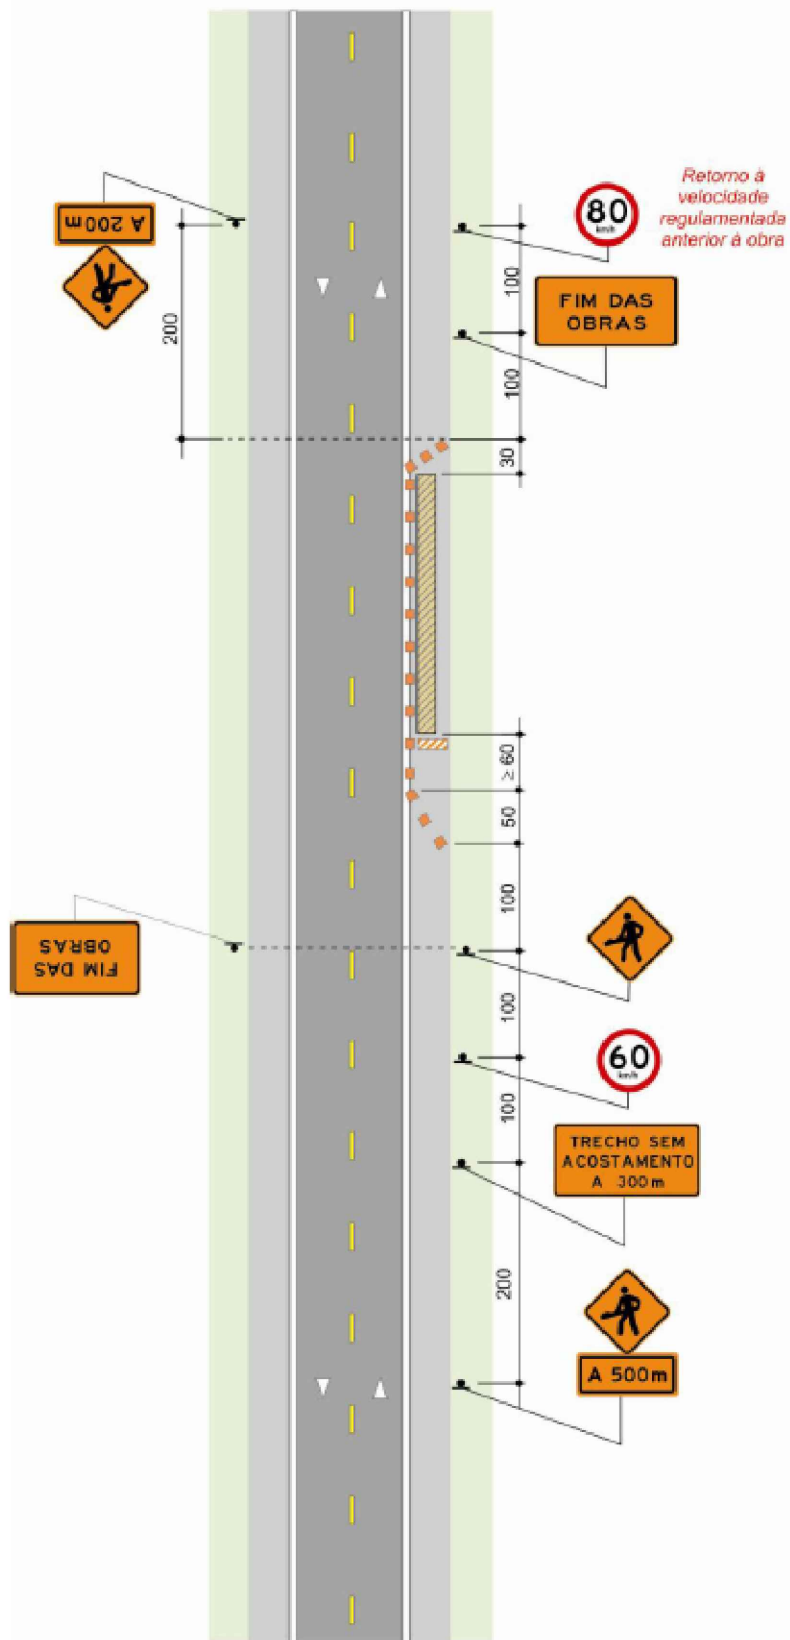 Retorno à
velocidade
regulamentada
anterior à obra
80
km/h
A 200m
100
FIM DAS
OBRAS
200
100
30
≥ 60
50
100
FIM DAS
OBRAS
100
60
km/h
100
TRECHO SEM
ACOSTAMENTO
A 300m
200
A 500m